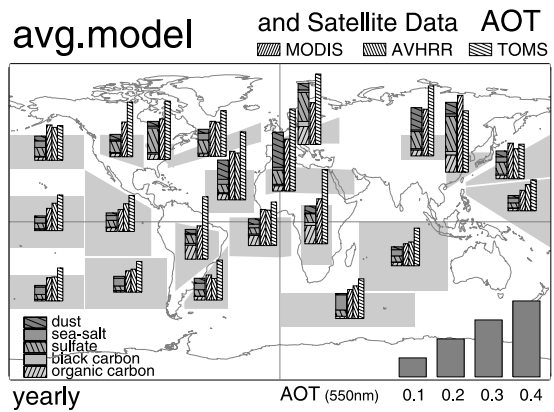 avg.model and Satellite Data AOT
MODIS AVHRR TOMS
dust
sea-salt
sulfate
black carbon
organic carbon
yearly AOT (550nm) 0.1 0.2 0.3 0.4